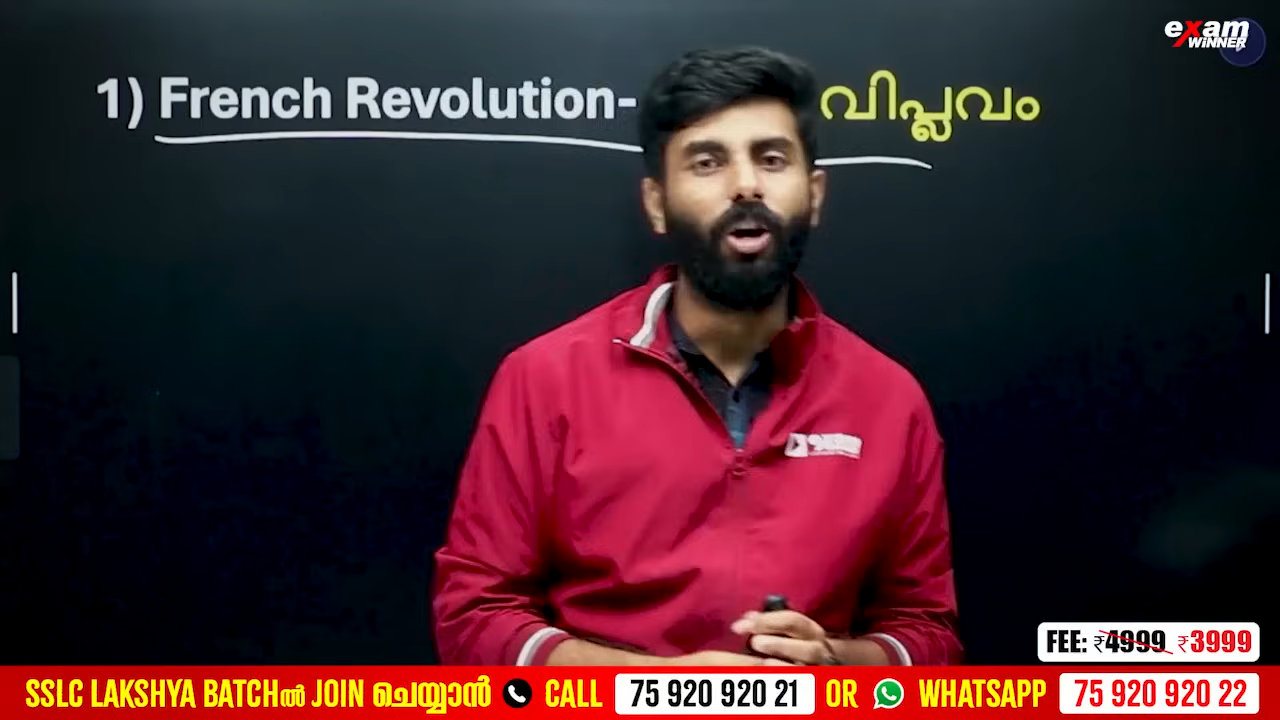 exam
WINNER
1) French Revolution- വിപ്ലവം
FEE: ₹4999 ₹3999
SSLC LAKSHYA BATCHൽ JOIN ചെയ്യാൻ CALL 75 920 920 21 OR WHATSAPP 75 920 920 22